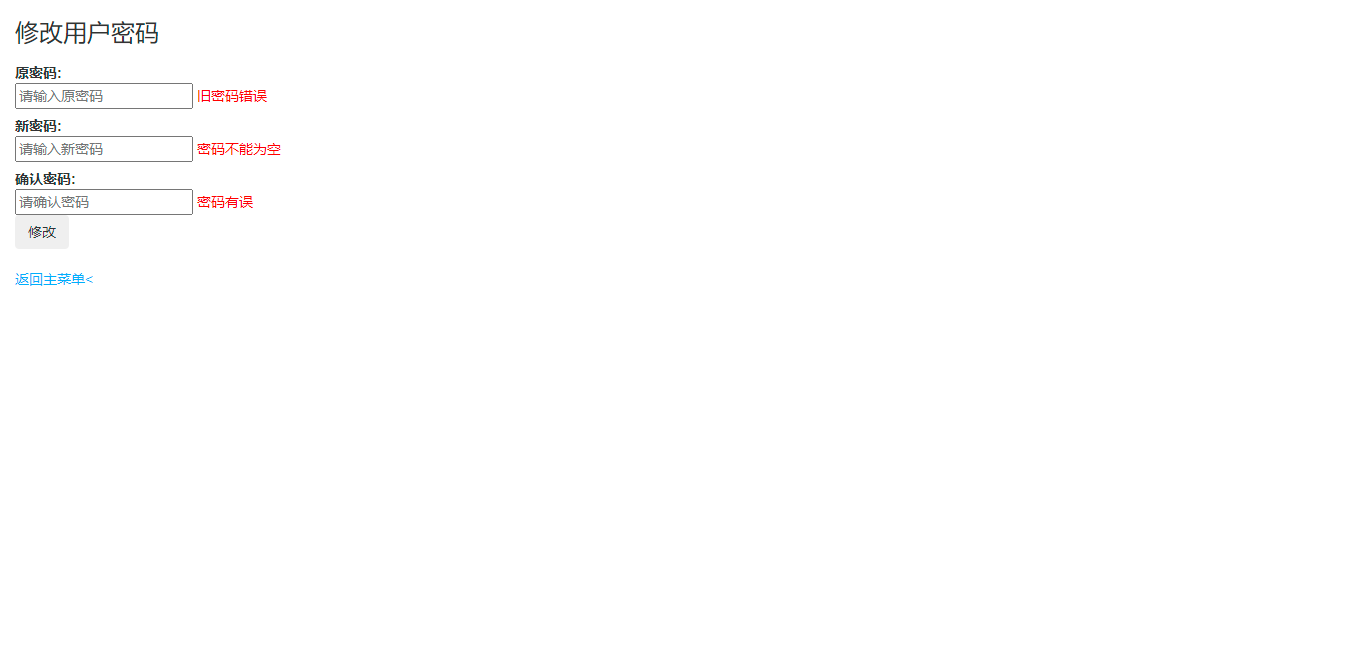 修改用户密码
原密码:
请输入原密码 旧密码错误
新密码:
请输入新密码 密码不能为空
确认密码:
请确认密码 密码有误
修改
返回主菜单<